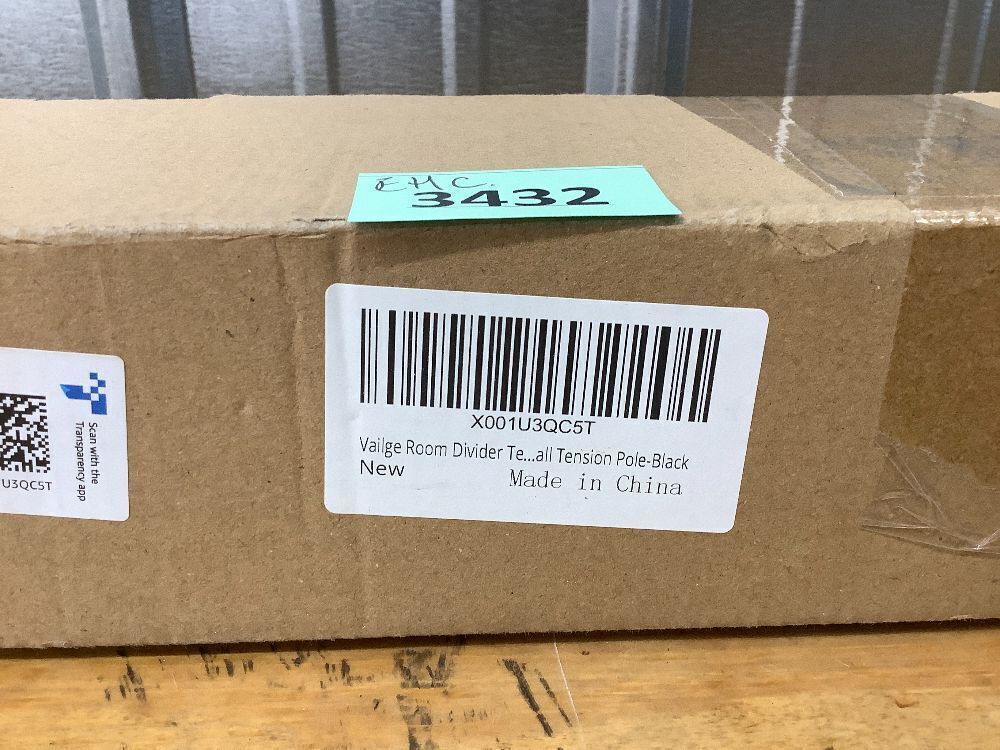 EHC.
3432
X001U3QC5T
Vailge Room Divider Te...all Tension Pole-Black
New
Made in China
Scan with the
Transparency app
U3QC5T